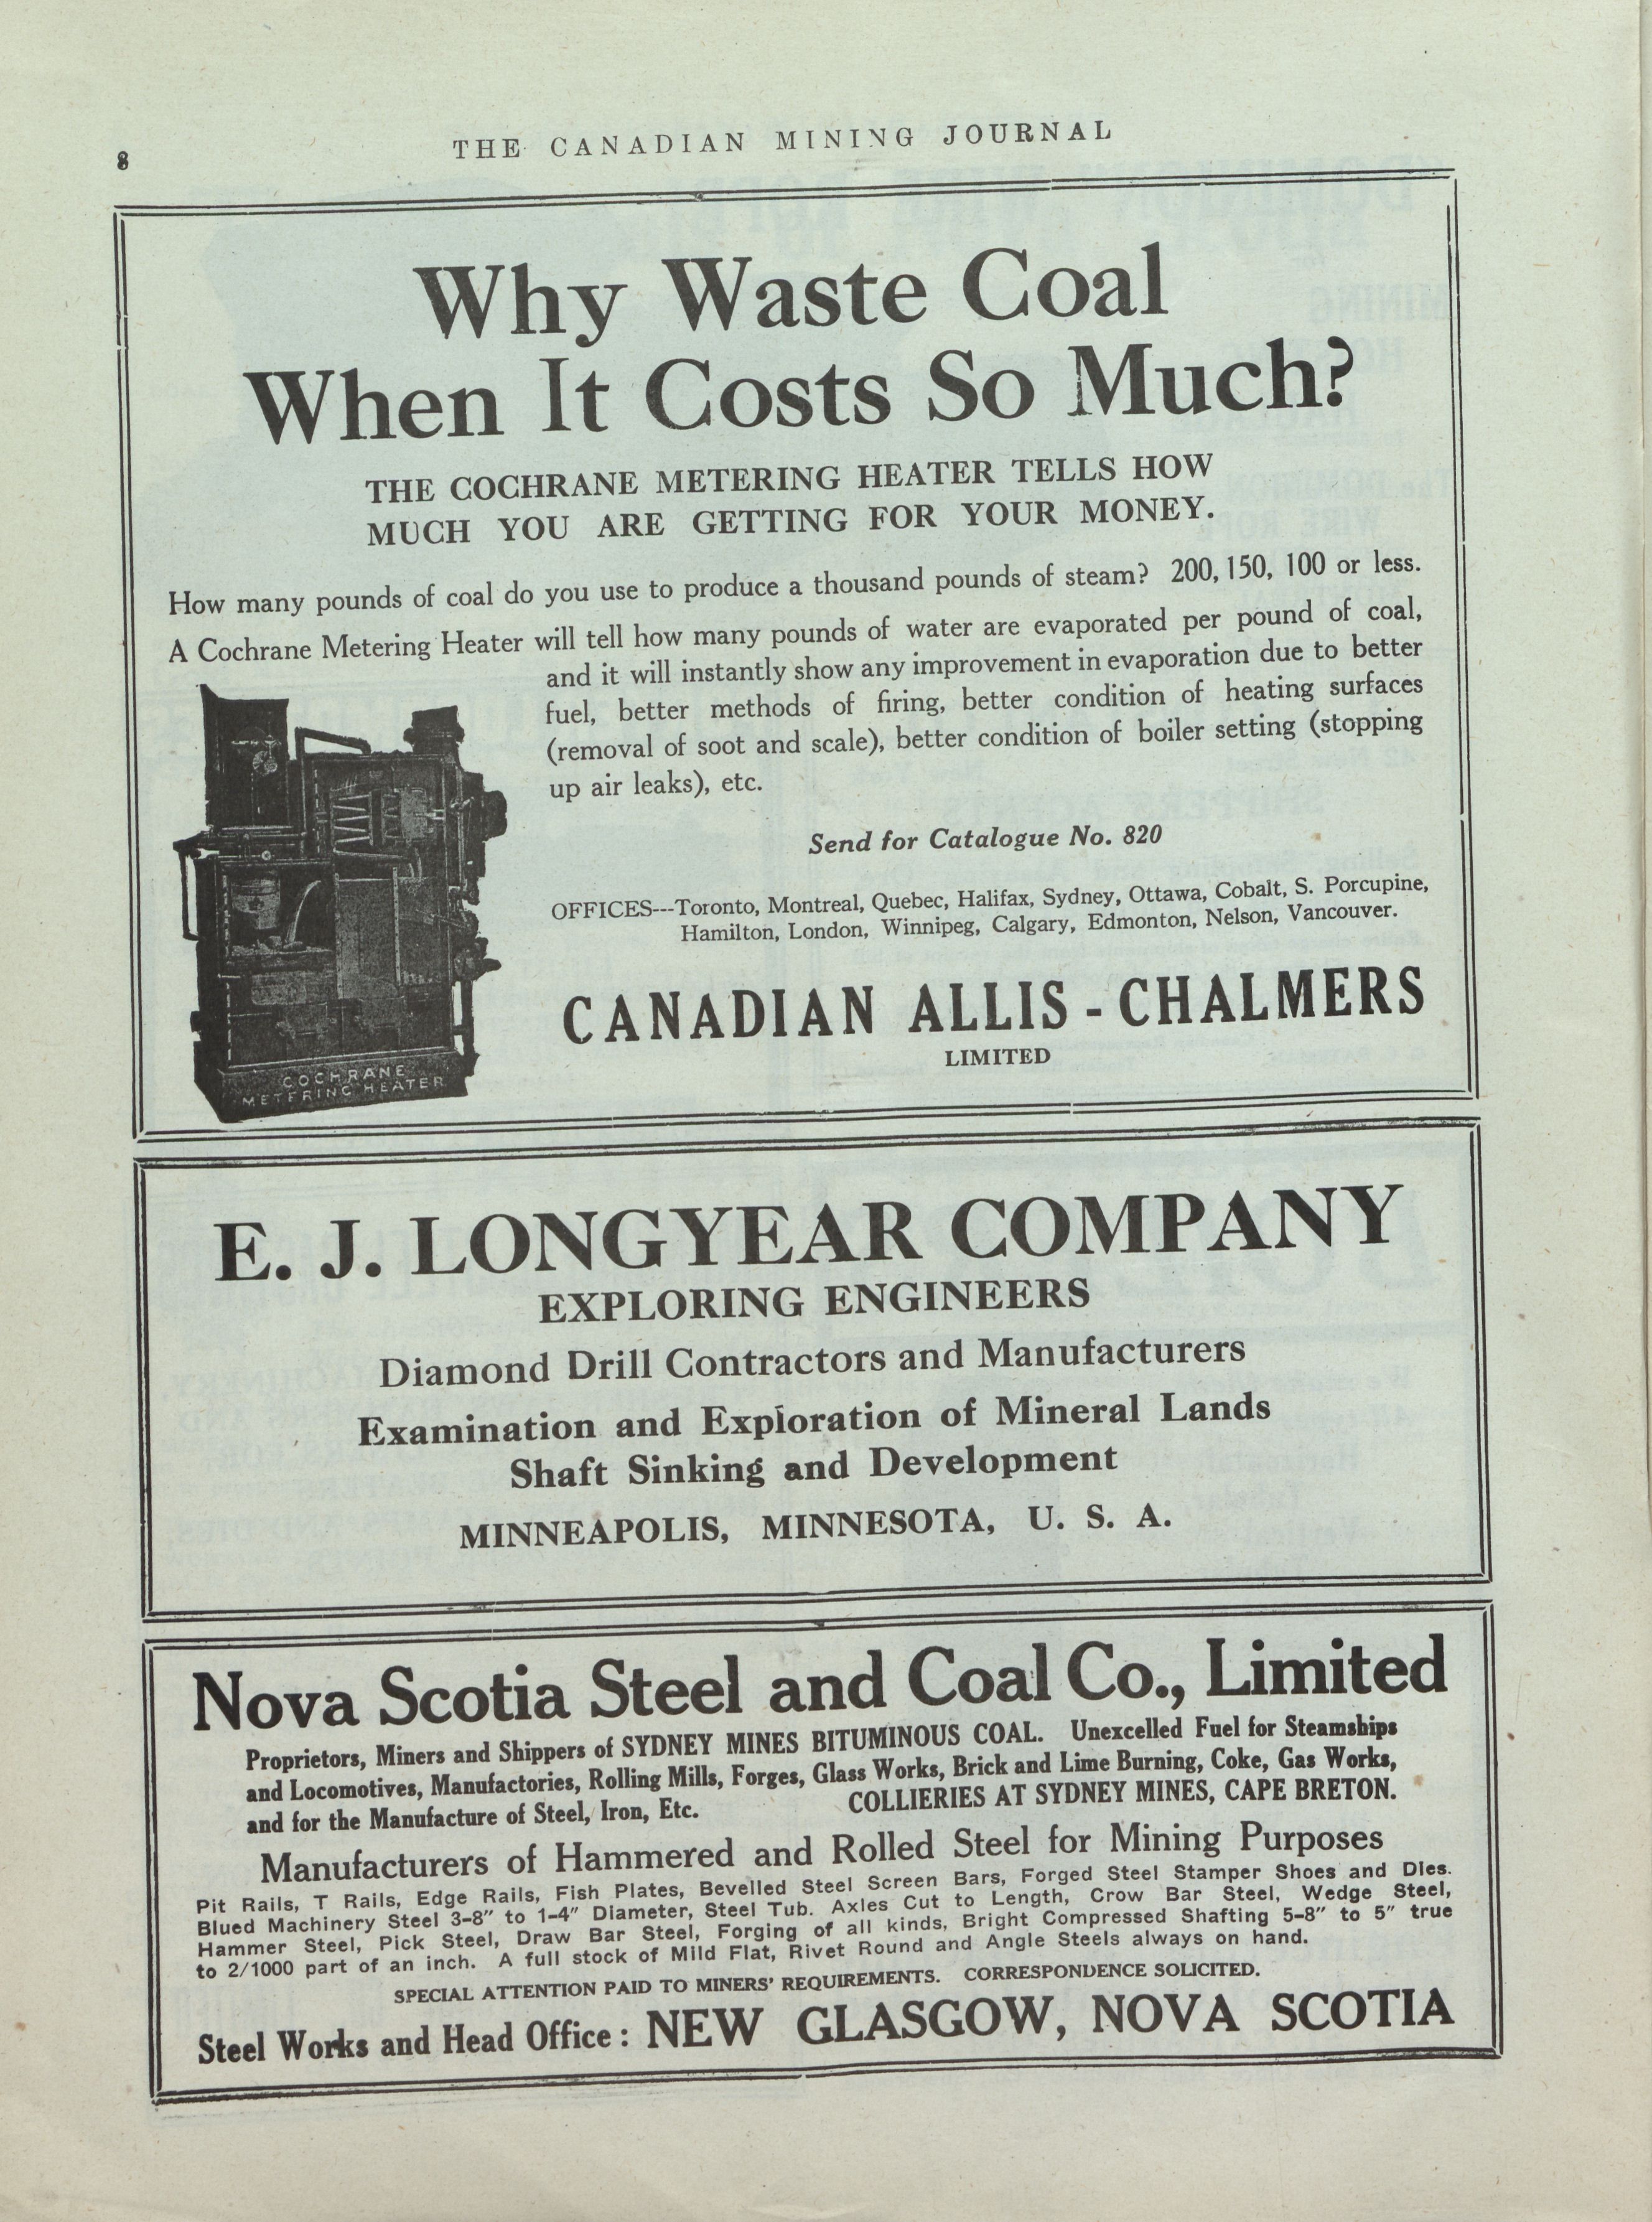 8
THE CANADIAN MINING JOURNAL
Why Waste Coal
When It Costs So Much?
THE COCHRANE METERING HEATER TELLS HOW
MUCH YOU ARE GETTING FOR YOUR MONEY.
How many pounds of coal do you use to produce a thousand pounds of steam? 200, 150, 100 or less.
A Cochrane Metering Heater will tell how many pounds of water are evaporated per pound of coal,
and it will instantly show any improvement in evaporation due to better
fuel, better methods of firing, better condition of heating surfaces
(removal of soot and scale), better condition of boiler setting (stopping
up air leaks), etc.
Send for Catalogue No. 820
OFFICES---Toronto, Montreal, Quebec, Halifax, Sydney, Ottawa, Cobalt, S. Porcupine,
Hamilton, London, Winnipeg, Calgary, Edmonton, Nelson, Vancouver.
CANADIAN ALLIS - CHALMERS
LIMITED
COCHRANE
METERING HEATER
E. J. LONGYEAR COMPANY
EXPLORING ENGINEERS
Diamond Drill Contractors and Manufacturers
Examination and Exploration of Mineral Lands
Shaft Sinking and Development
MINNEAPOLIS, MINNESOTA, U. S. A.
Nova Scotia Steel and Coal Co., Limited
Proprietors, Miners and Shippers of SYDNEY MINES BITUMINOUS COAL. Unexcelled Fuel for Steamships
and Locomotives, Manufactories, Rolling Mills, Forges, Glass Works, Brick and Lime Burning, Coke, Gas Works,
and for the Manufacture of Steel, Iron, Etc. COLLIERIES AT SYDNEY MINES, CAPE BRETON.
Manufacturers of Hammered and Rolled Steel for Mining Purposes
Pit Rails, T Rails, Edge Rails, Fish Plates, Bevelled Steel Screen Bars, Forged Steel Stamper Shoes and Dies.
Blued Machinery Steel 3-8″ to 1-4″ Diameter, Steel Tub. Axles Cut to Length, Crow Bar Steel, Wedge Steel,
Hammer Steel, Pick Steel, Draw Bar Steel, Forging of all kinds, Bright Compressed Shafting 5-8″ to 5″ true
to 2/1000 part of an inch. A full stock of Mild Flat, Rivet Round and Angle Steels always on hand.
SPECIAL ATTENTION PAID TO MINERS' REQUIREMENTS. CORRESPONDENCE SOLICITED.
Steel Works and Head Office : NEW GLASGOW, NOVA SCOTIA